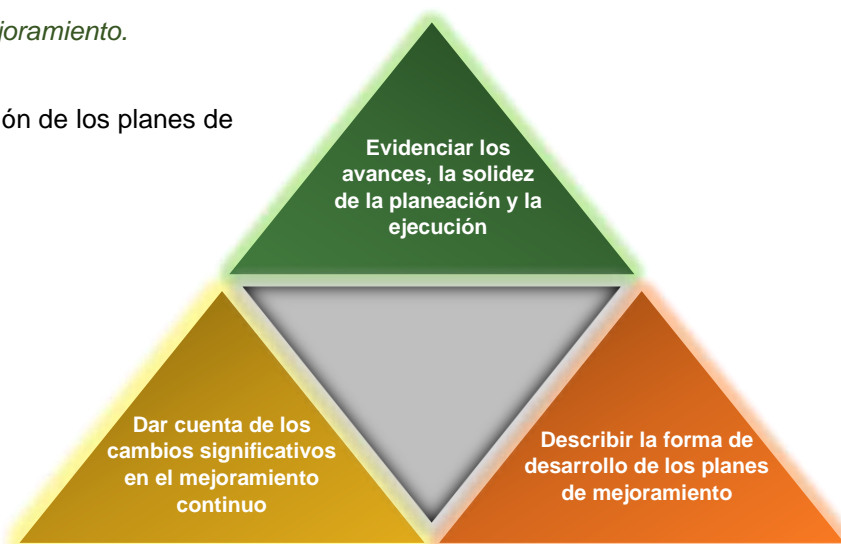 joramiento.
ión de los planes de
Evidenciar los
avances, la solidez
de la planeación y la
ejecución
Dar cuenta de los
cambios significativos
en el mejoramiento
continuo
Describir la forma de
desarrollo de los planes
de mejoramiento